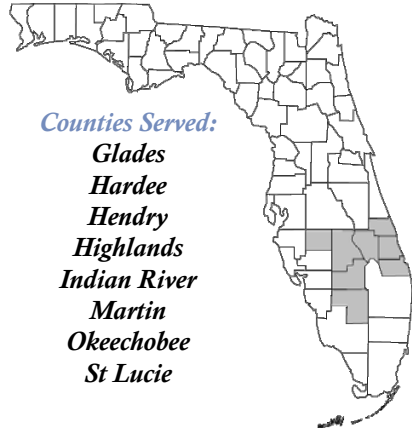 Counties Served:
Glades
Hardee
Hendry
Highlands
Indian River
Martin
Okeechobee
St Lucie